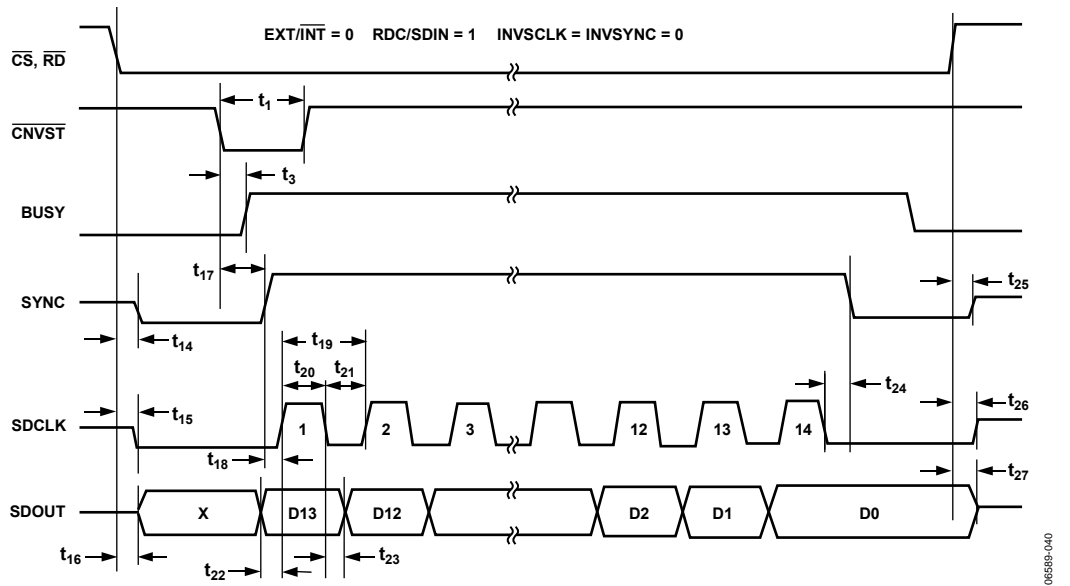 EXT/INT = 0 RDC/SDIN = 1 INVSCLK = INVSYNC = 0
CS, RD
t1
CNVST
t3
BUSY
t17
SYNC
t25
t14
t19
t20 t21
t24
t15
t26
SDCLK
1 2 3 12 13 14
t18
t27
SDOUT
X D13 D12 D2 D1 D0
t16
t22
t23
06589-040